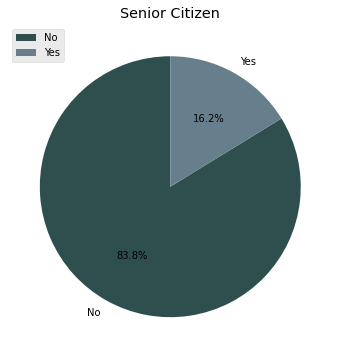 Senior Citizen
No
Yes
Yes
16.2%
83.8%
No